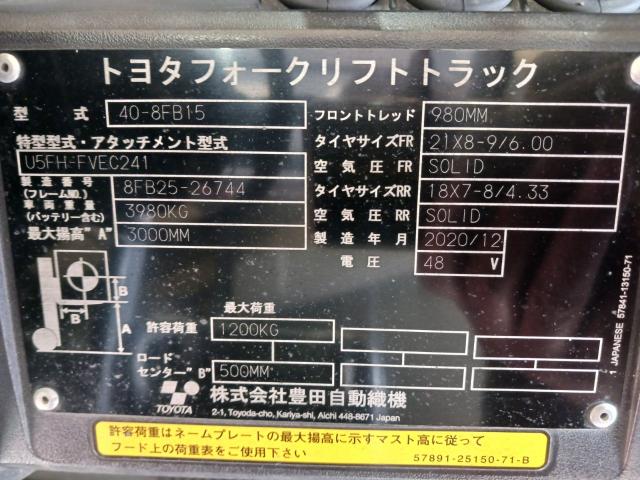 トヨタフォークリフトトラック
型 式 40-8FB15
特型型式・アタッチメント型式
U5FH-FVEC241
製造番号
(フレームNO.) 8FB25-26744
車両重量
(バッテリー含む) 3980KG
最大揚高"A" 3000MM
フロントトレッド 980MM
タイヤサイズFR 21X8-9/6.00
空気圧FR SOLID
タイヤサイズRR 18X7-8/4.33
空気圧RR SOLID
製造年月 2020/12
電圧 48 V
B
B
A
最大荷重
許容荷重 1200KG
ロード
センター"B" 500MM
TOYOTA
株式会社豊田自動織機
2-1, Toyoda-cho, Kariya-shi, Aichi 448-8671 Japan
1 JAPANESE 57841-13150-71
許容荷重はネームプレートの最大揚高に示すマスト高に従って
フード上の荷重表をご使用下さい
57891-25150-71-B